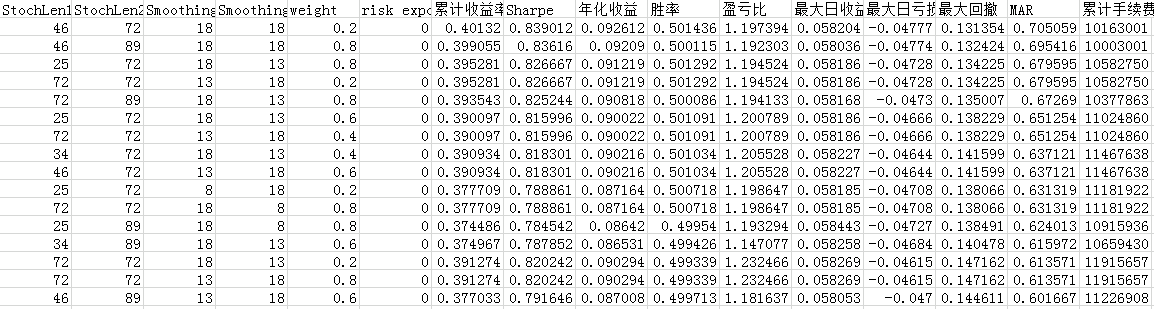 StochLen1 StochLen2 Smoothing Smoothing weight risk expo 累计收益率 Sharpe 年化收益 胜率 盈亏比 最大日收益 最大日亏损 最大回撤 MAR 累计手续费
46 72 18 18 0.2 0 0.40132 0.839012 0.092612 0.501436 1.197394 0.058204 -0.04777 0.131354 0.705059 10163001
46 89 18 18 0.8 0 0.399055 0.83616 0.09209 0.500115 1.192303 0.058036 -0.04774 0.132424 0.695416 10003001
25 72 18 13 0.8 0 0.395281 0.826667 0.091219 0.501292 1.194524 0.058186 -0.04728 0.134225 0.679595 10582750
72 72 13 18 0.2 0 0.395281 0.826667 0.091219 0.501292 1.194524 0.058186 -0.04728 0.134225 0.679595 10582750
72 89 18 13 0.8 0 0.393543 0.825244 0.090818 0.500086 1.194133 0.058168 -0.0473 0.135007 0.67269 10377863
25 72 18 13 0.6 0 0.390097 0.815996 0.090022 0.501091 1.200789 0.058186 -0.04666 0.138229 0.651254 11024860
72 72 13 18 0.4 0 0.390097 0.815996 0.090022 0.501091 1.200789 0.058186 -0.04666 0.138229 0.651254 11024860
34 72 18 13 0.4 0 0.390934 0.818301 0.090216 0.501034 1.205528 0.058227 -0.04644 0.141599 0.637121 11467638
46 72 13 18 0.6 0 0.390934 0.818301 0.090216 0.501034 1.205528 0.058227 -0.04644 0.141599 0.637121 11467638
25 72 8 18 0.2 0 0.377709 0.788861 0.087164 0.500718 1.198647 0.058185 -0.04708 0.138066 0.631319 11181922
72 72 18 8 0.8 0 0.377709 0.788861 0.087164 0.500718 1.198647 0.058185 -0.04708 0.138066 0.631319 11181922
25 89 18 8 0.8 0 0.374486 0.784542 0.08642 0.49954 1.193294 0.058443 -0.04727 0.138491 0.624013 10915936
34 89 18 13 0.6 0 0.374967 0.787852 0.086531 0.499426 1.147077 0.058258 -0.04684 0.140478 0.615972 10659430
72 72 18 13 0.2 0 0.391274 0.820242 0.090294 0.499339 1.232466 0.058269 -0.04615 0.147162 0.613571 11915657
72 72 13 18 0.8 0 0.391274 0.820242 0.090294 0.499339 1.232466 0.058269 -0.04615 0.147162 0.613571 11915657
46 89 13 18 0.6 0 0.377033 0.791646 0.087008 0.499713 1.181637 0.058053 -0.047 0.144611 0.601667 11226908